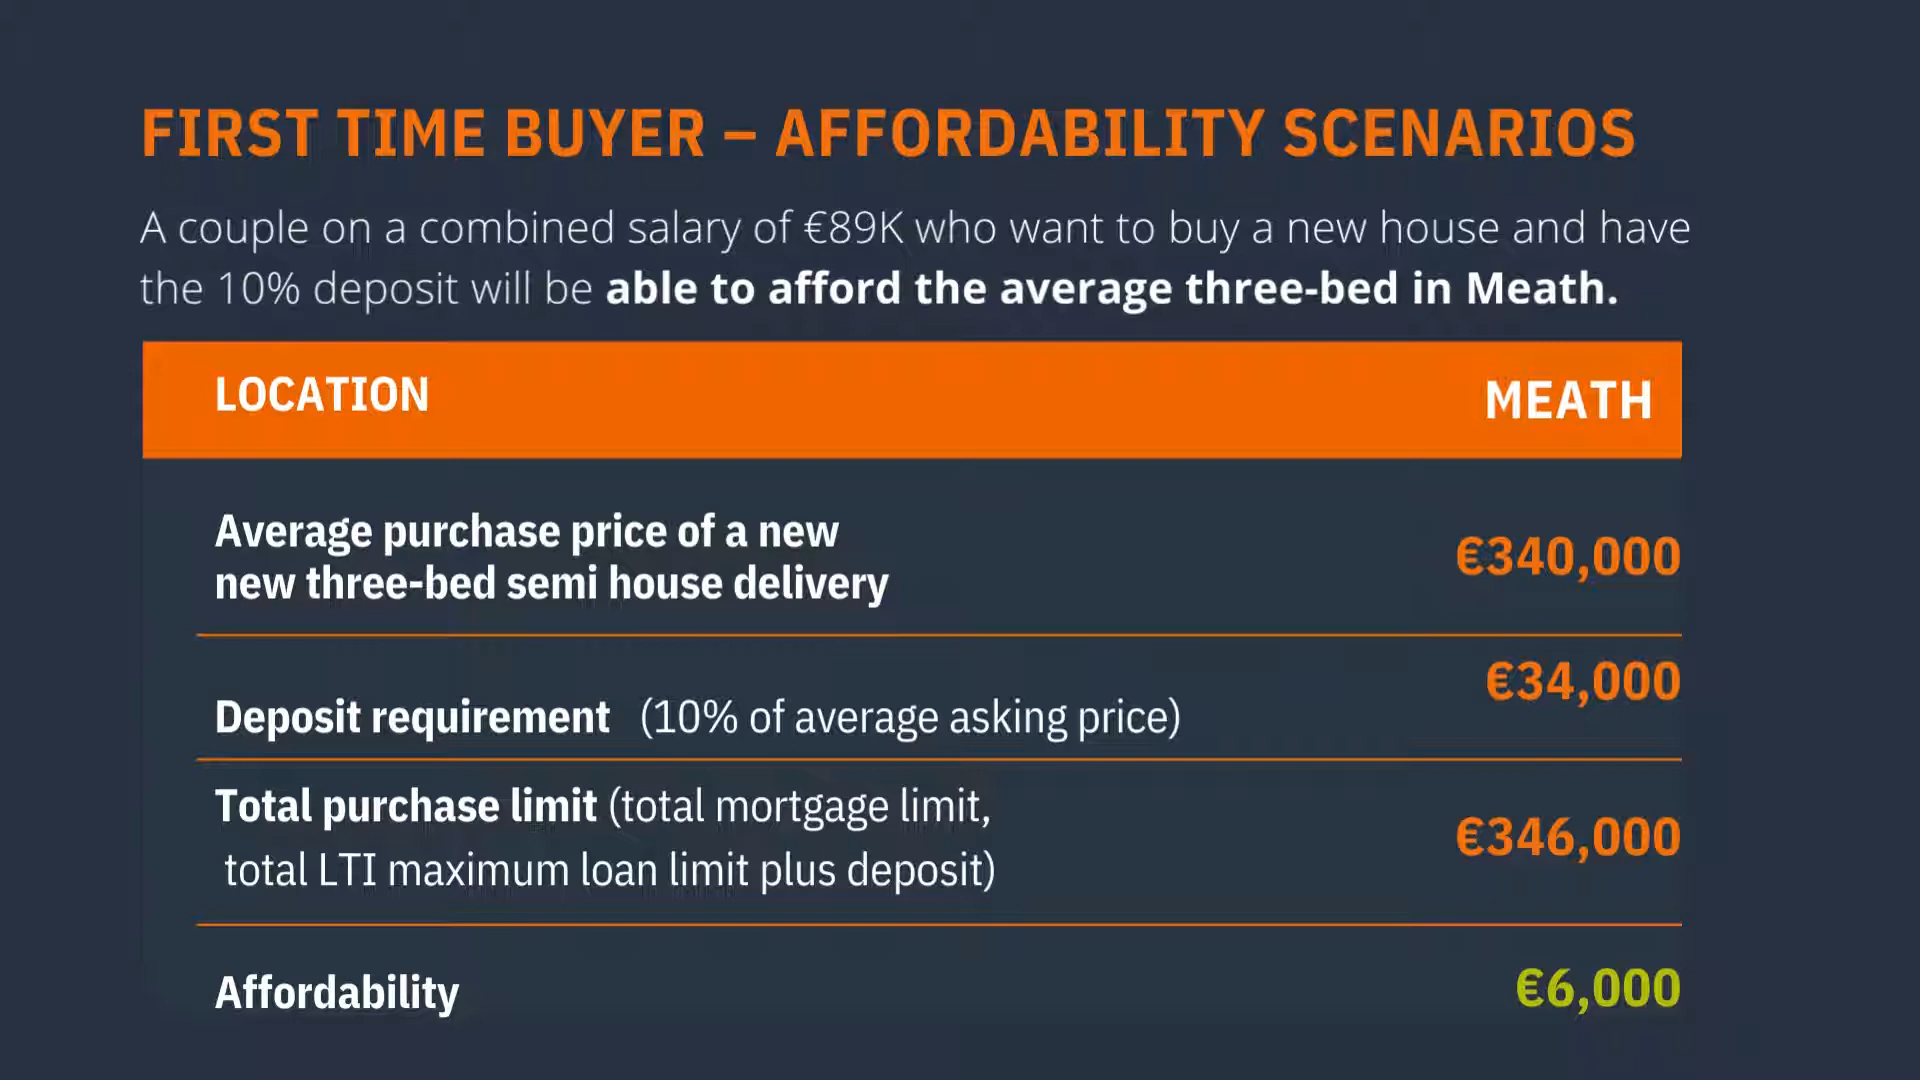 FIRST TIME BUYER – AFFORDABILITY SCENARIOS
A couple on a combined salary of €89K who want to buy a new house and have
the 10% deposit will be able to afford the average three-bed in Meath.
LOCATION MEATH
Average purchase price of a new
new three-bed semi house delivery
€340,000
Deposit requirement (10% of average asking price) €34,000
Total purchase limit (total mortgage limit,
total LTI maximum loan limit plus deposit)
€346,000
Affordability €6,000